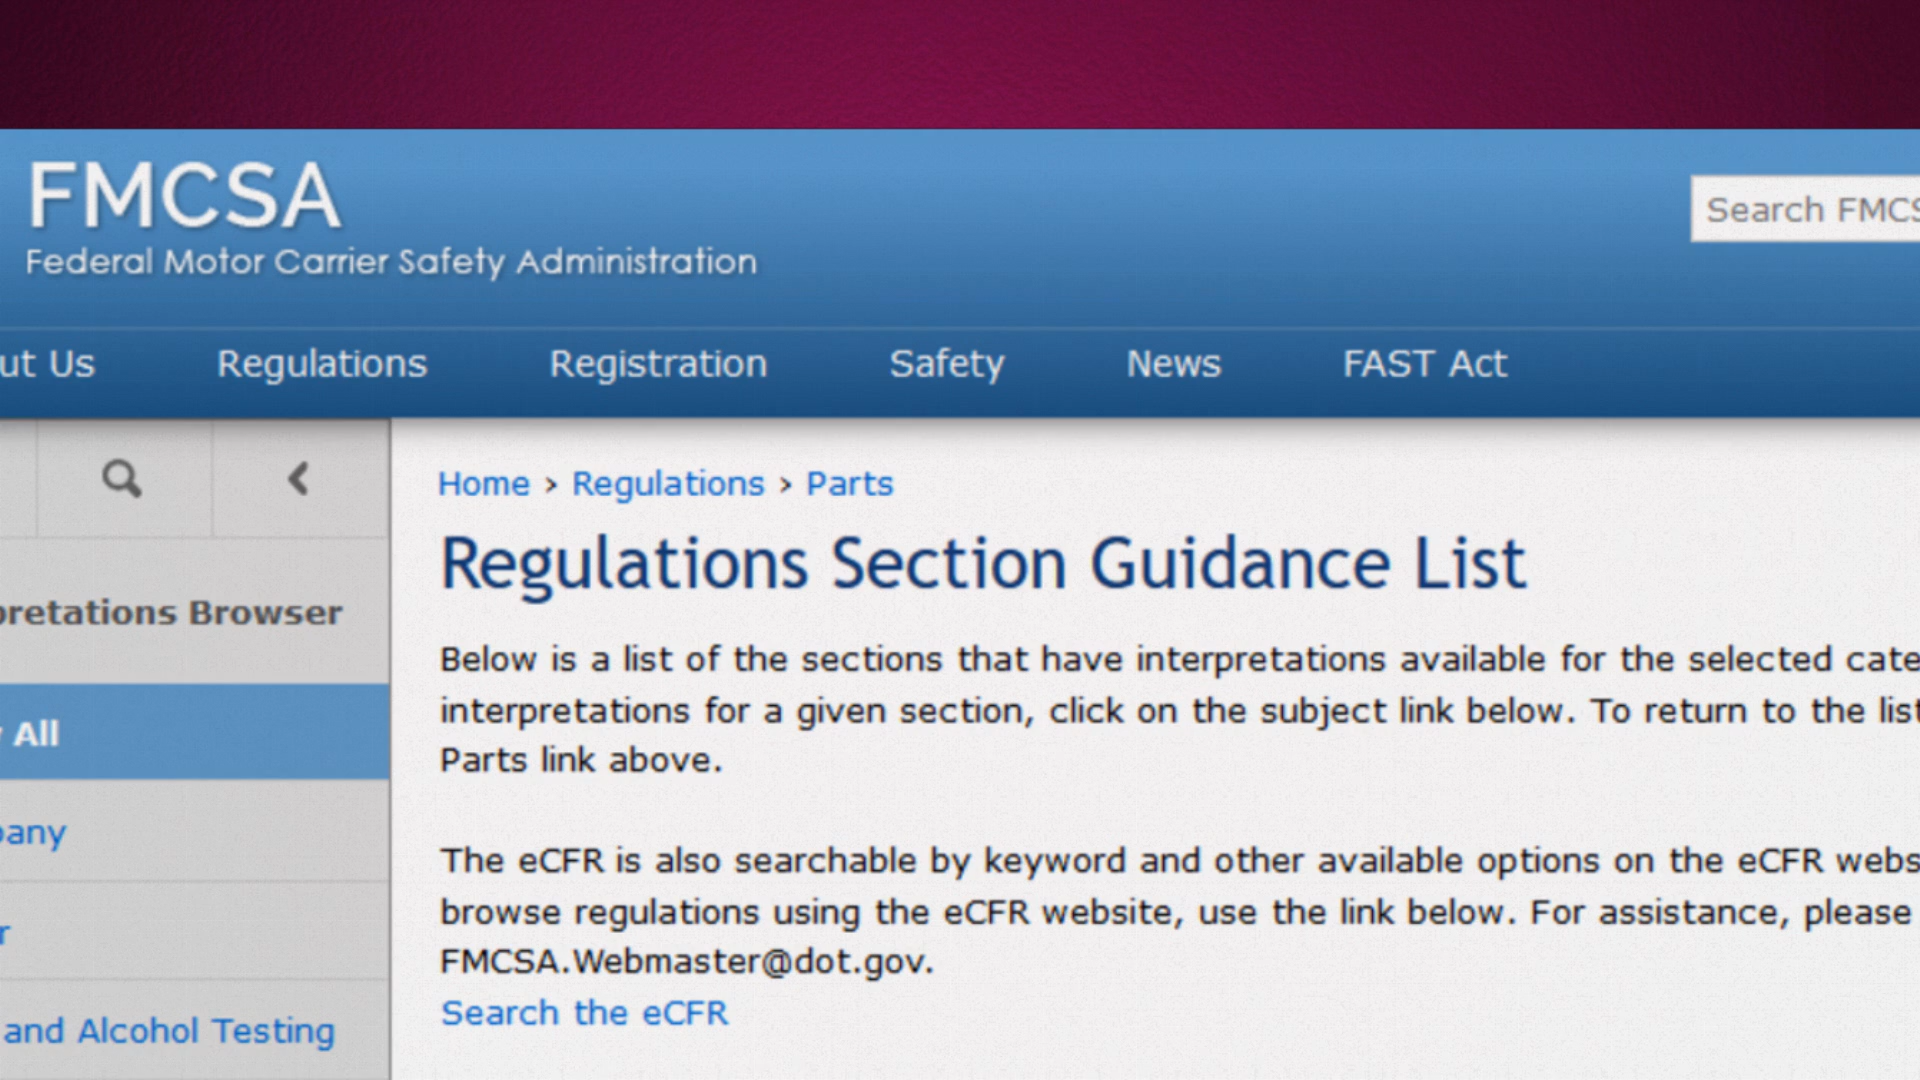 FMCSA
Federal Motor Carrier Safety Administration
Search FMCS
ut Us Regulations Registration Safety News FAST Act
Home › Regulations › Parts
Regulations Section Guidance List
pretations Browser
All
pany
r
and Alcohol Testing
Below is a list of the sections that have interpretations available for the selected cate
interpretations for a given section, click on the subject link below. To return to the list
Parts link above.
The eCFR is also searchable by keyword and other available options on the eCFR webs
browse regulations using the eCFR website, use the link below. For assistance, please
FMCSA.Webmaster@dot.gov.
Search the eCFR